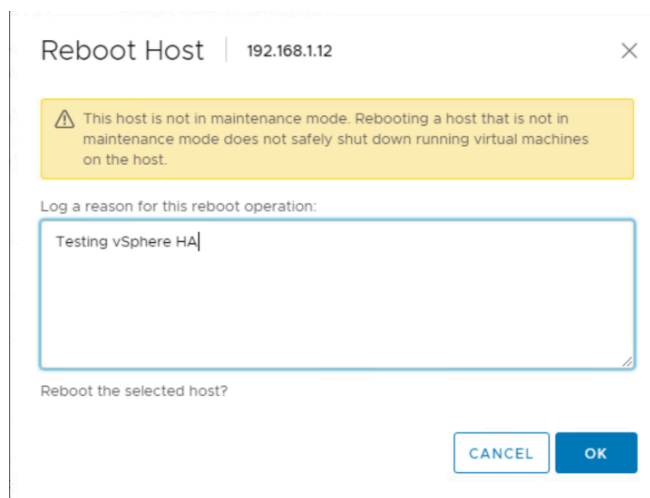 Reboot Host 192.168.1.12
This host is not in maintenance mode. Rebooting a host that is not in
maintenance mode does not safely shut down running virtual machines
on the host.
Log a reason for this reboot operation:
Testing vSphere HA
Reboot the selected host?
CANCEL OK